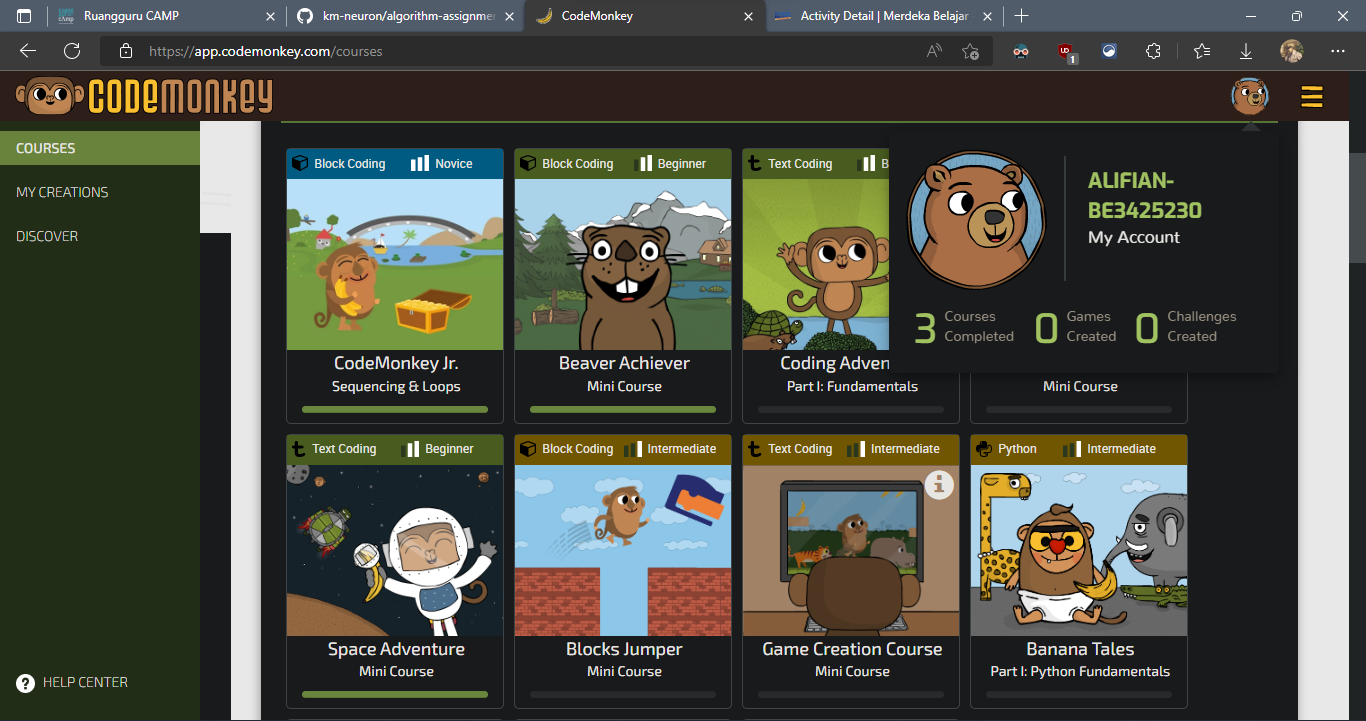 Ruangguru CAMP
km-neuron/algorithm-assignmen
CodeMonkey
Activity Detail | Merdeka Belajar
https://app.codemonkey.com/courses
1
CODEMONKEY
COURSES
MY CREATIONS
DISCOVER
HELP CENTER
ALIFIAN-
BE3425230
My Account
3 Courses Completed
0 Games Created
0 Challenges Created
Block Coding Novice
CodeMonkey Jr.
Sequencing & Loops
Block Coding Beginner
Beaver Achiever
Mini Course
Text Coding B
Coding Adven
Part I: Fundamentals
Mini Course
Text Coding Beginner
Space Adventure
Mini Course
Block Coding Intermediate
Blocks Jumper
Mini Course
Text Coding Intermediate
Game Creation Course
Mini Course
Python Intermediate
Banana Tales
Part I: Python Fundamentals